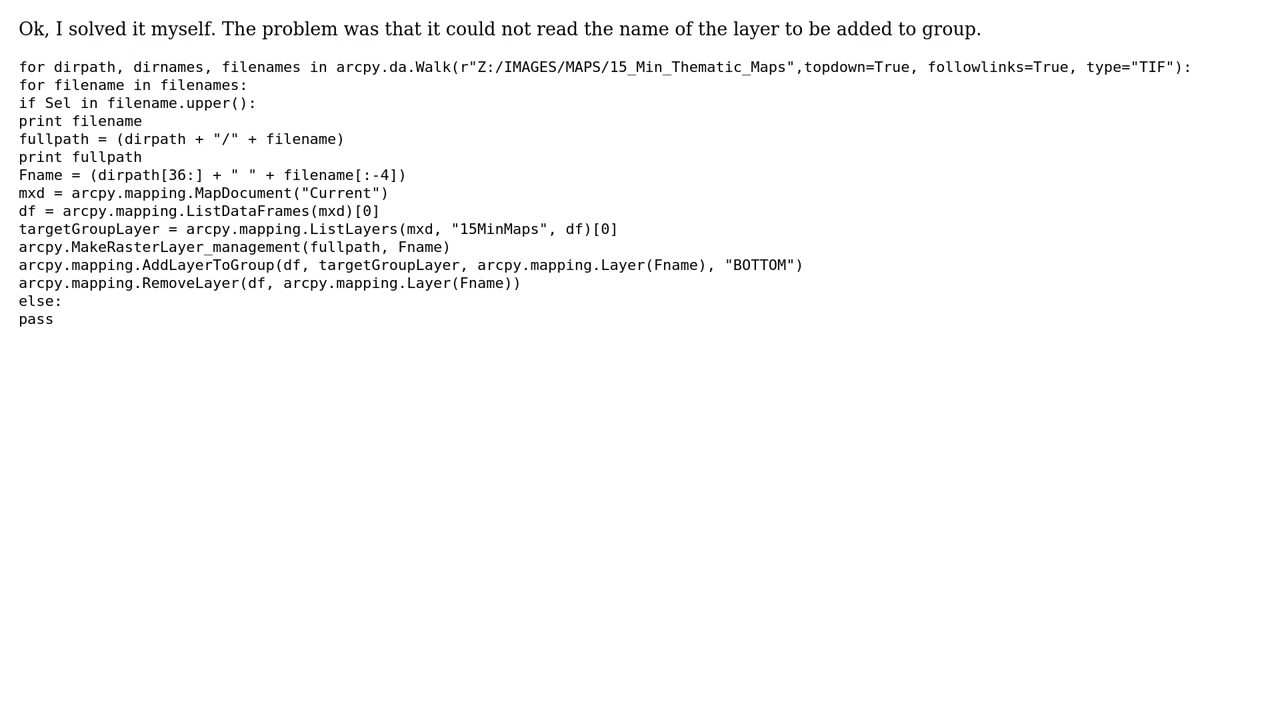 Ok, I solved it myself. The problem was that it could not read the name of the layer to be added to group.
for dirpath, dirnames, filenames in arcpy.da.Walk(r"Z:/IMAGES/MAPS/15_Min_Thematic_Maps",topdown=True, followlinks=True, type="TIF"):
for filename in filenames:
if Sel in filename.upper():
print filename
fullpath = (dirpath + "/" + filename)
print fullpath
Fname = (dirpath[36:] + " " + filename[:-4])
mxd = arcpy.mapping.MapDocument("Current")
df = arcpy.mapping.ListDataFrames(mxd)[0]
targetGroupLayer = arcpy.mapping.ListLayers(mxd, "15MinMaps", df)[0]
arcpy.MakeRasterLayer_management(fullpath, Fname)
arcpy.mapping.AddLayerToGroup(df, targetGroupLayer, arcpy.mapping.Layer(Fname), "BOTTOM")
arcpy.mapping.RemoveLayer(df, arcpy.mapping.Layer(Fname))
else:
pass